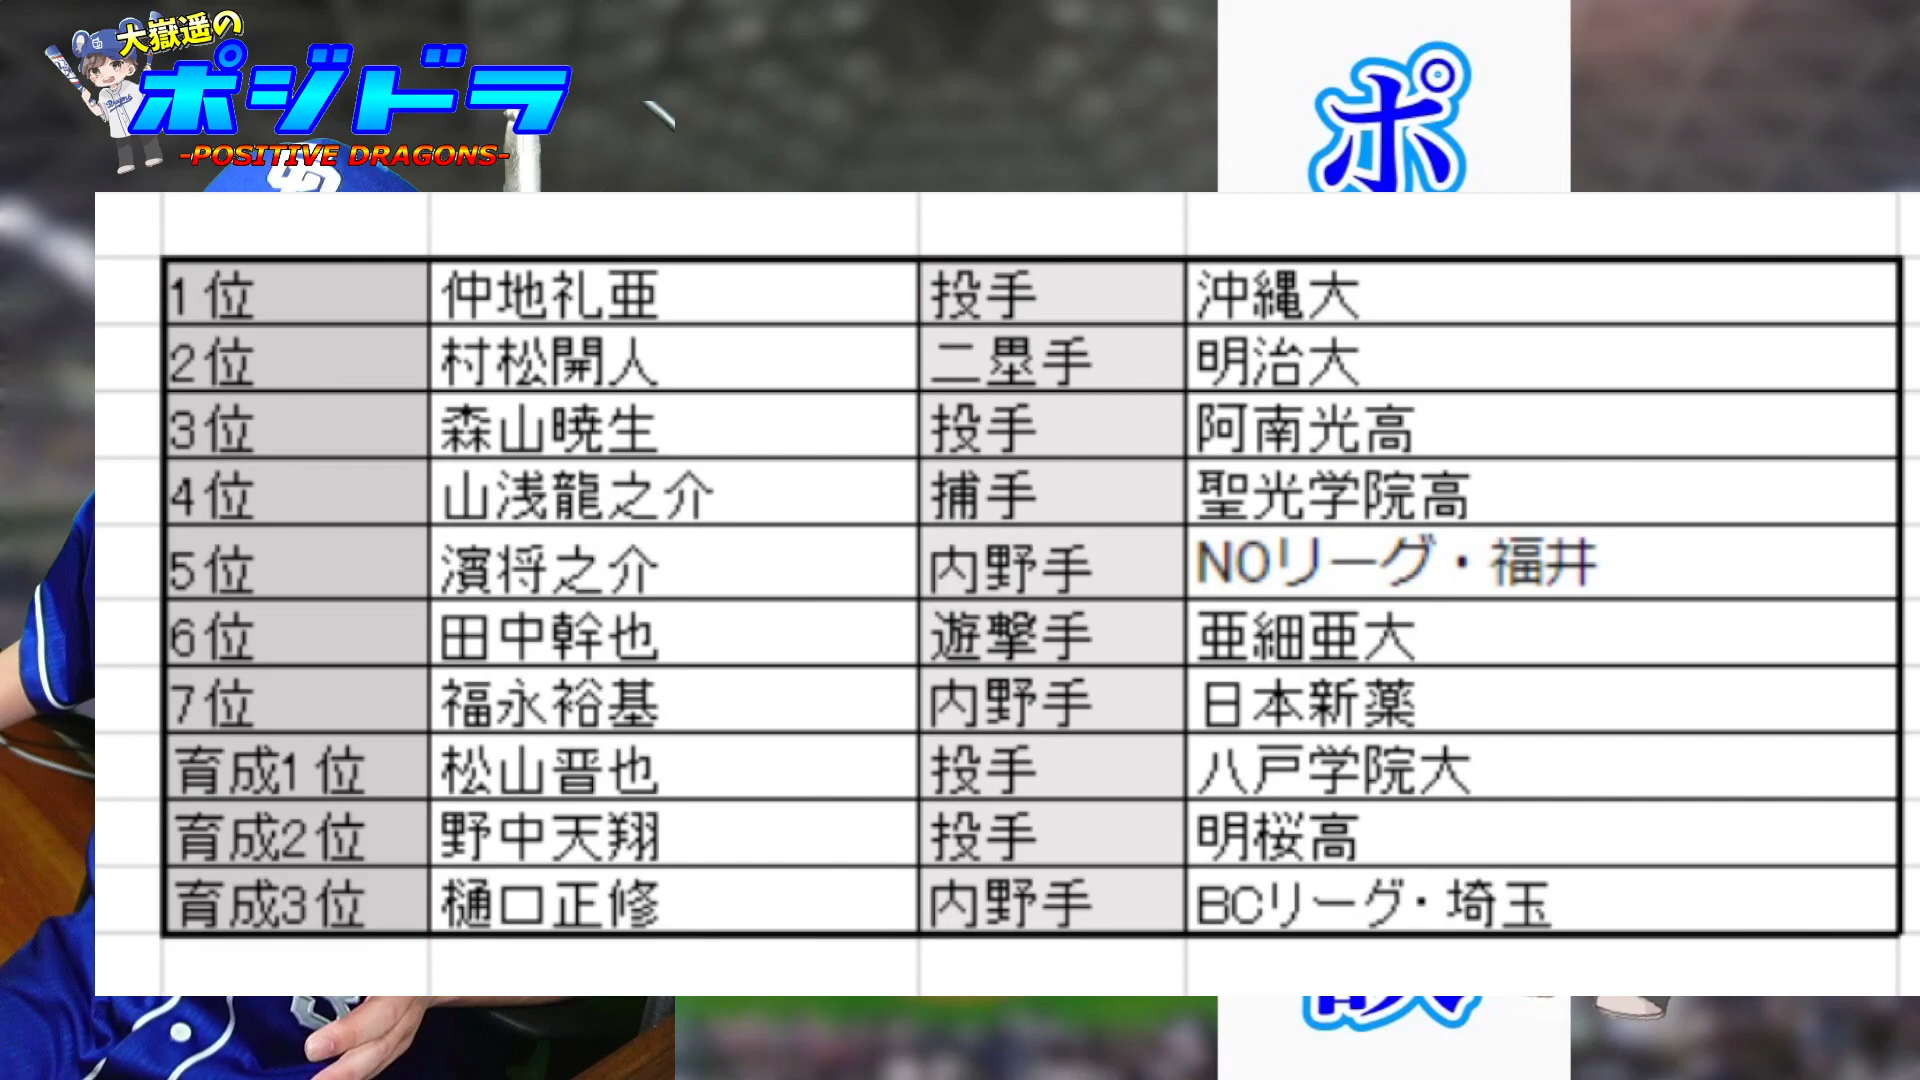 大嶽遥の
ポジドラ
-POSITIVE DRAGONS-
ポ
1位 仲地礼亜 投手 沖縄大
2位 村松開人 二塁手 明治大
3位 森山暁生 投手 阿南光高
4位 山浅龍之介 捕手 聖光学院高
5位 濱将之介 内野手 NOリーグ・福井
6位 田中幹也 遊撃手 亜細亜大
7位 福永裕基 内野手 日本新薬
育成1位 松山晋也 投手 八戸学院大
育成2位 野中天翔 投手 明桜高
育成3位 樋口正修 内野手 BCリーグ・埼玉